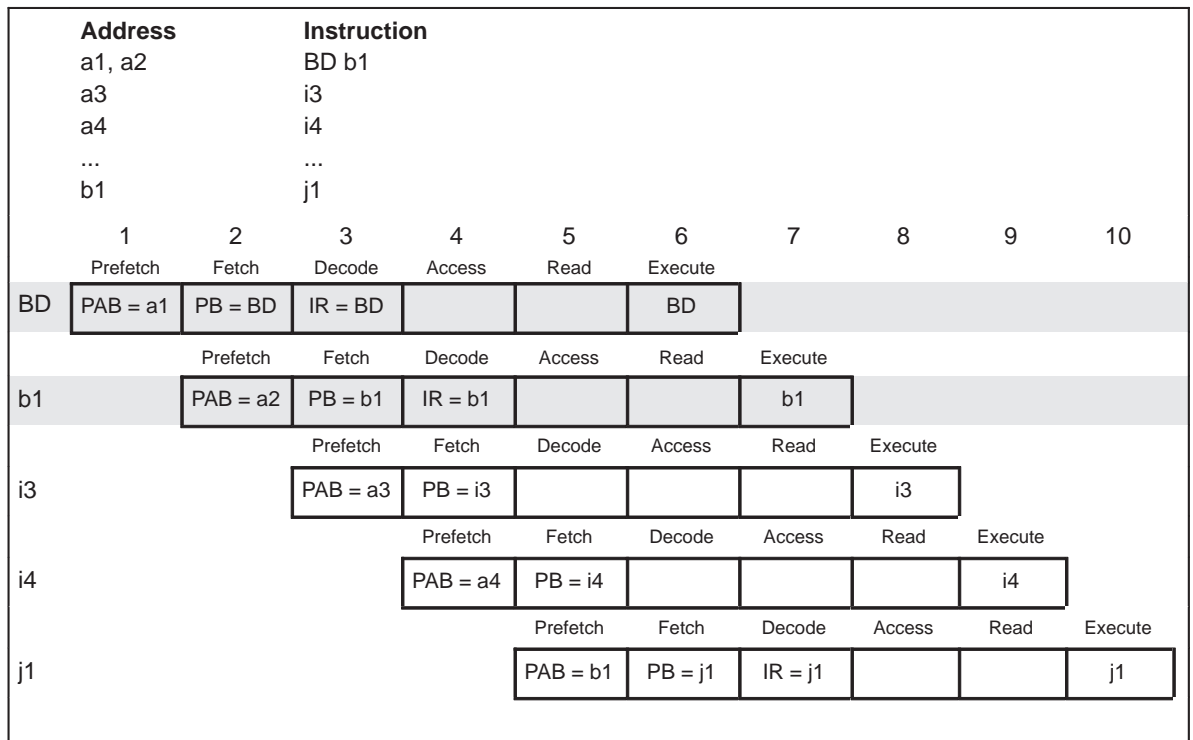 Address Instruction
a1, a2 BD b1
a3 i3
a4 i4
... ...
b1 j1
1 2 3 4 5 6 7 8 9 10
Prefetch Fetch Decode Access Read Execute
BD PAB = a1 PB = BD IR = BD BD
Prefetch Fetch Decode Access Read Execute
b1 PAB = a2 PB = b1 IR = b1 b1
Prefetch Fetch Decode Access Read Execute
i3 PAB = a3 PB = i3 i3
Prefetch Fetch Decode Access Read Execute
i4 PAB = a4 PB = i4 i4
Prefetch Fetch Decode Access Read Execute
j1 PAB = b1 PB = j1 IR = j1 j1